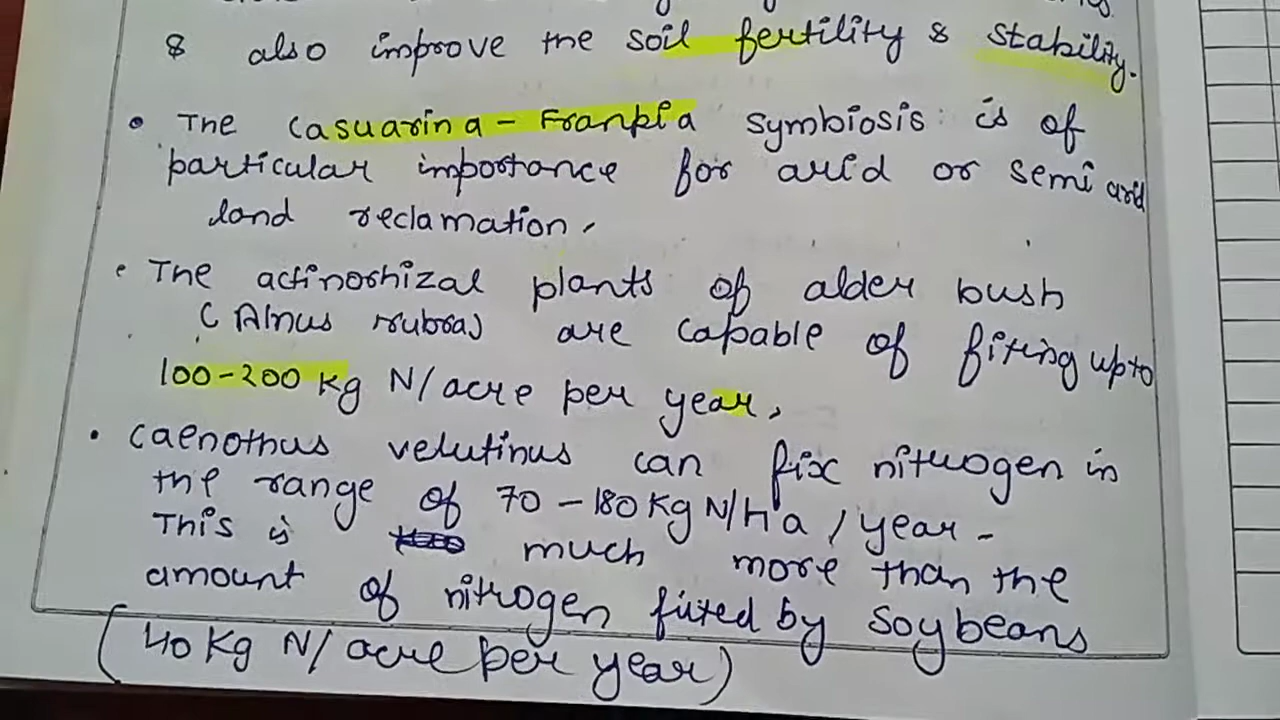 & also improve the soil fertility & stability.
• The Casuarina - Frankia symbiosis is of
particular importance for arid or semi arid
land reclamation.
• The actinorhizal plants of alder bush
(Alnus rubra) are capable of fixing upto
100-200 kg N/acre per year.
• Caenothus velutinus can fix nitrogen in
the range of 70-180 Kg N/Ha/year.
This is much more than the
amount of nitrogen fixed by soybeans
(40 Kg N/acre per year)